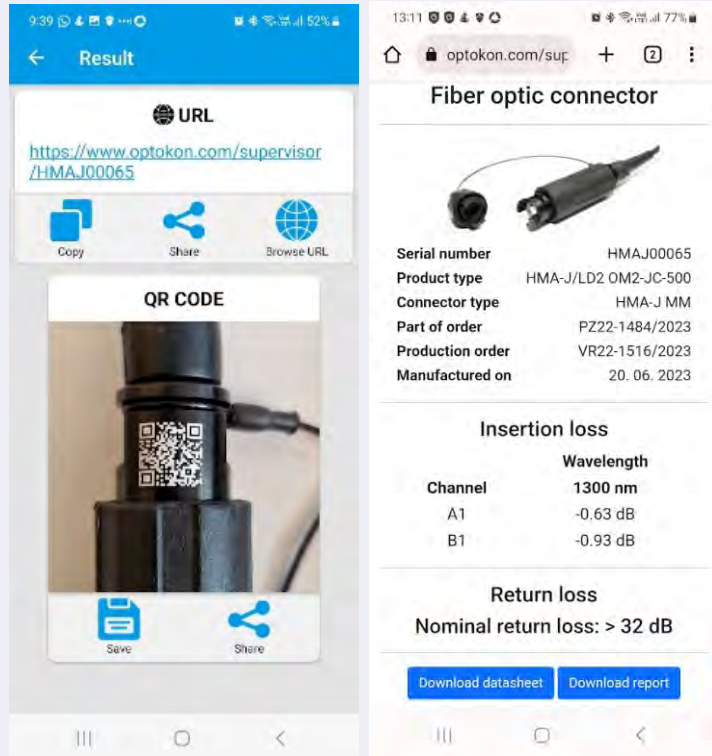 9:39 52%
Result
URL
https://www.optokon.com/supervisor
/HMAJ00065
Copy Share Browse URL
QR CODE
Save Share
13:11 77%
optokon.com/sup 2
Fiber optic connector
Serial number HMAJ00065
Product type HMA-J/LD2 OM2-JC-500
Connector type HMA-J MM
Part of order PZ22-1484/2023
Production order VR22-1516/2023
Manufactured on 20. 06. 2023
Insertion loss
Wavelength
Channel 1300 nm
A1 -0.63 dB
B1 -0.93 dB
Return loss
Nominal return loss: > 32 dB
Download datasheet Download report